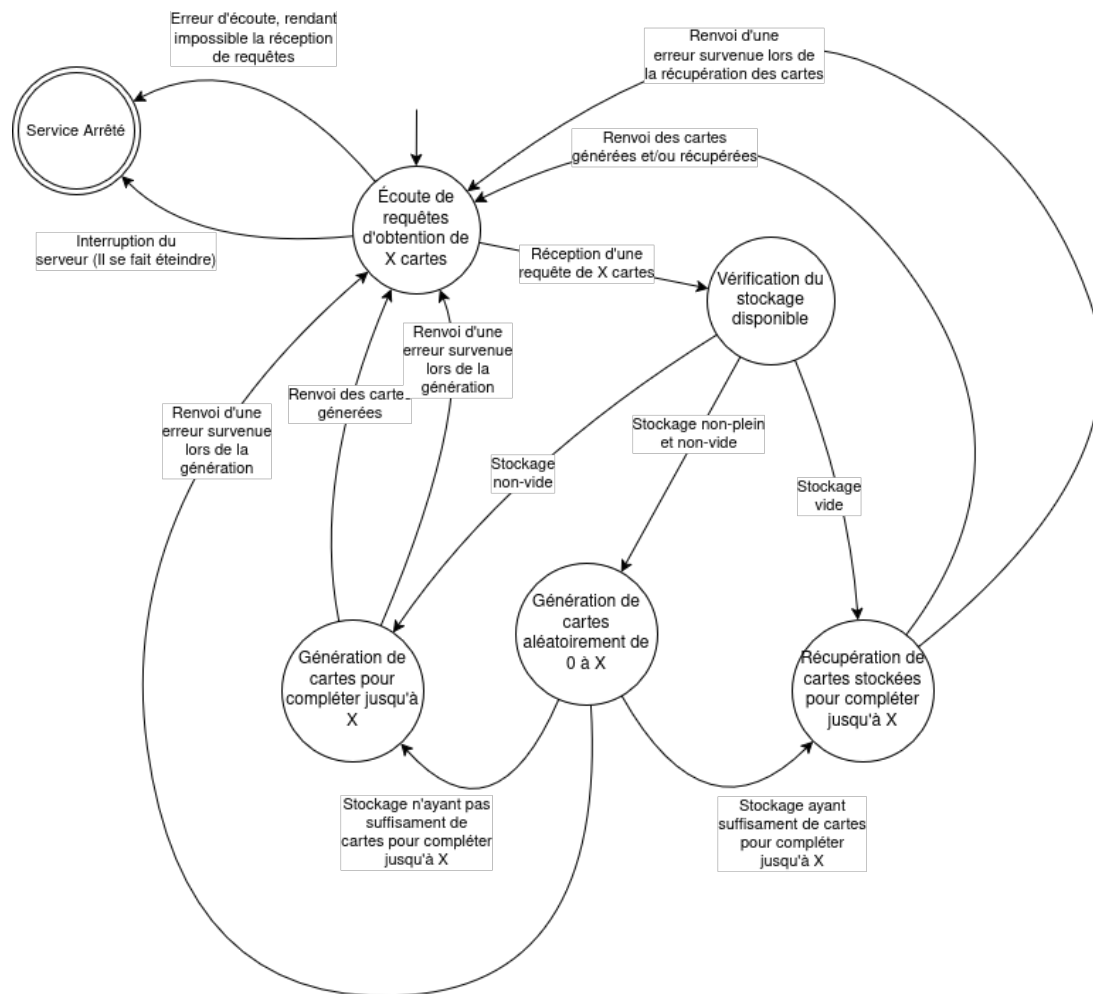 Erreur d'écoute, rendant
impossible la réception
de requêtes
Renvoi d'une
erreur survenue lors de
la récupération des cartes
Service Arrêté
Renvoi des cartes
générées et/ou récupérées
Écoute de
requêtes
d'obtention de
X cartes
Interruption du
serveur (Il se fait éteindre)
Réception d'une
requête de X cartes
Vérification du
stockage
disponible
Renvoi d'une
erreur survenue
lors de la
génération
Renvoi des cartes
génerées
Renvoi d'une
erreur survenue
lors de la
génération
Stockage non-plein
et non-vide
Stockage
non-vide
Stockage
vide
Génération de
cartes pour
compléter jusqu'à
X
Génération de
cartes
aléatoirement de
0 à X
Récupération de
cartes stockées
pour compléter
jusqu'à X
Stockage n'ayant pas
suffisament de
cartes pour compléter
jusqu'à X
Stockage ayant
suffisament de cartes
pour compléter
jusqu'à X